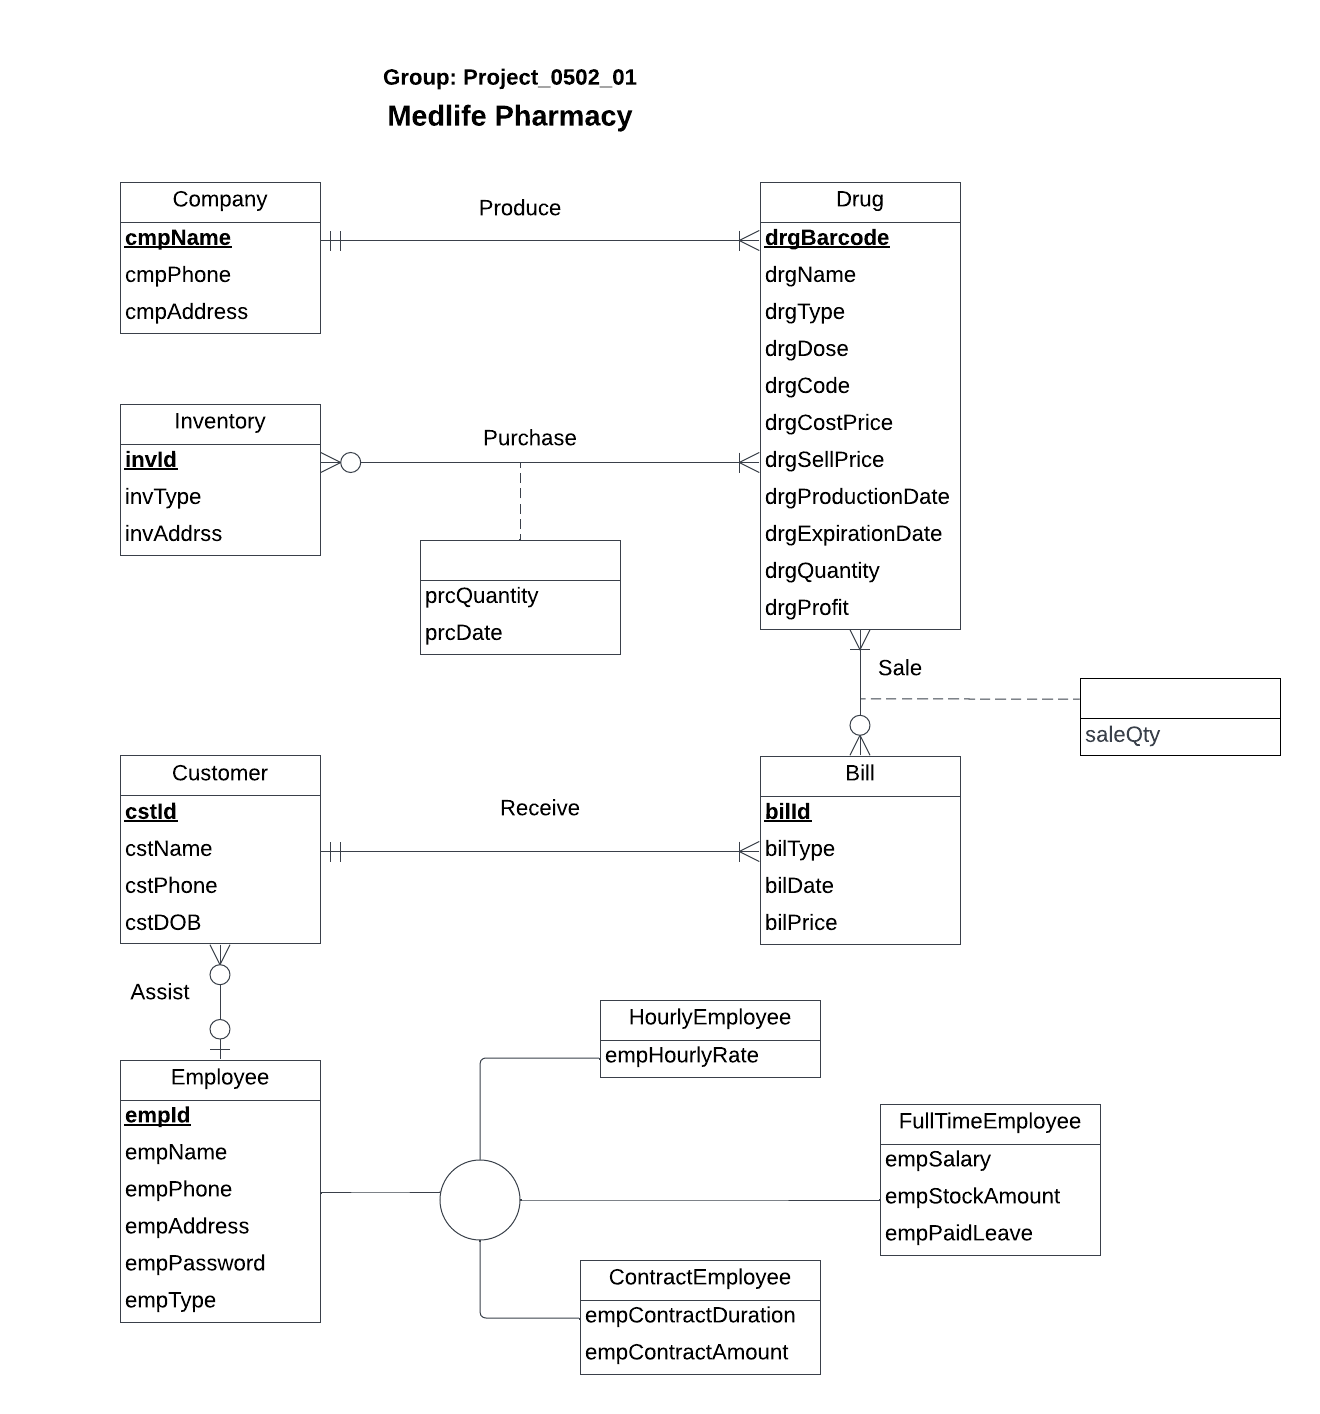 Group: Project_0502_01
Medlife Pharmacy
Company
cmpName
cmpPhone
cmpAddress
Produce
Drug
drgBarcode
drgName
drgType
drgDose
drgCode
drgCostPrice
drgSellPrice
drgProductionDate
drgExpirationDate
drgQuantity
drgProfit
Inventory
invId
invType
invAddrss
Purchase
prcQuantity
prcDate
Sale
saleQty
Customer
cstId
cstName
cstPhone
cstDOB
Receive
Bill
bilId
bilType
bilDate
bilPrice
Assist
Employee
empId
empName
empPhone
empAddress
empPassword
empType
HourlyEmployee
empHourlyRate
FullTimeEmployee
empSalary
empStockAmount
empPaidLeave
ContractEmployee
empContractDuration
empContractAmount